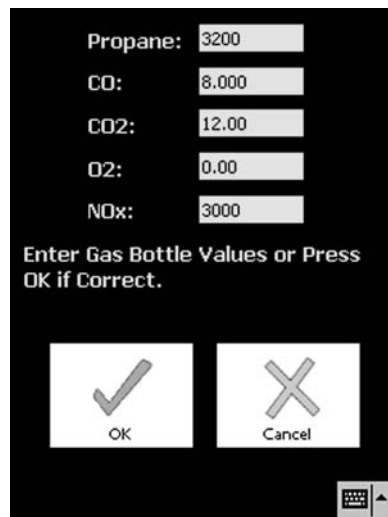 Propane: 3200
CO: 8.000
CO2: 12.00
O2: 0.00
NOx: 3000
Enter Gas Bottle Values or Press
OK if Correct.
OK Cancel